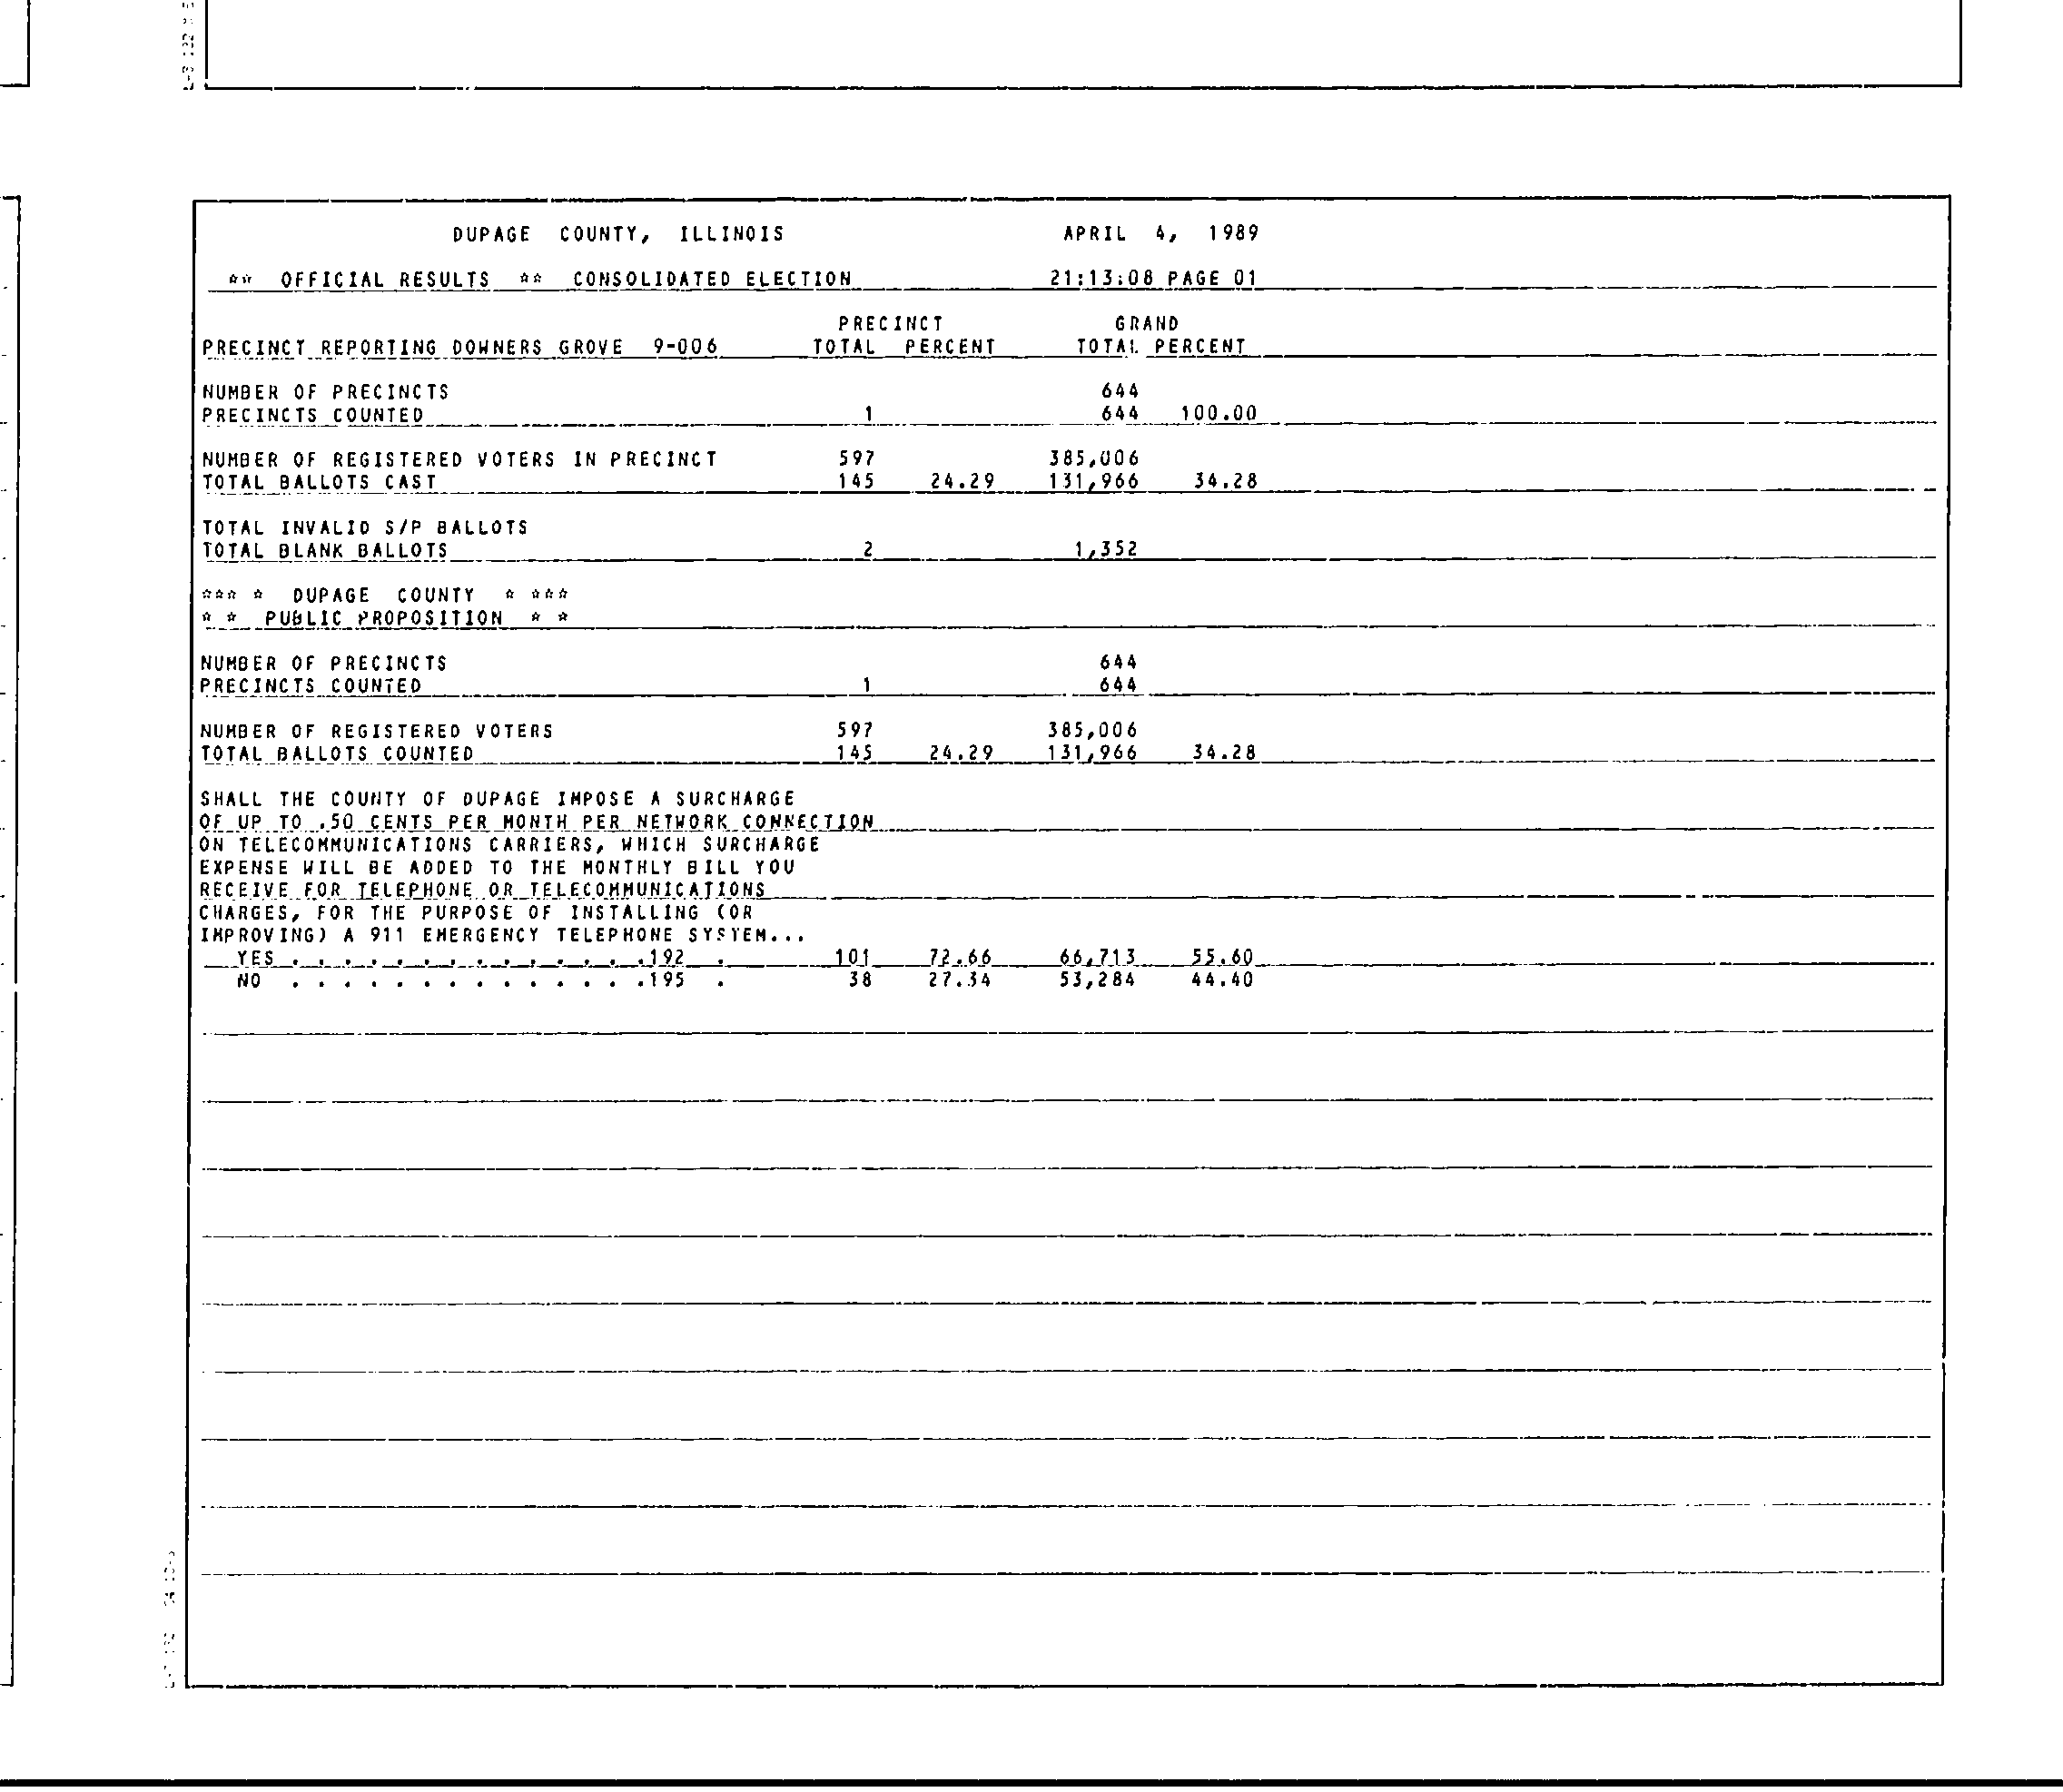 DUPAGE COUNTY, ILLINOIS APRIL 4, 1989
** OFFICIAL RESULTS ** CONSOLIDATED ELECTION 21:13:08 PAGE 01
PRECINCT GRAND
PRECINCT REPORTING DOWNERS GROVE 9-006 TOTAL PERCENT TOTAL PERCENT
NUMBER OF PRECINCTS 644
PRECINCTS COUNTED 1 644 100.00
NUMBER OF REGISTERED VOTERS IN PRECINCT 597 385,006
TOTAL BALLOTS CAST 145 24.29 131,966 34.28
TOTAL INVALID S/P BALLOTS
TOTAL BLANK BALLOTS 2 1,352
*** * DUPAGE COUNTY * ***
* * PUBLIC PROPOSITION * *
NUMBER OF PRECINCTS 644
PRECINCTS COUNTED 1 644
NUMBER OF REGISTERED VOTERS 597 385,006
TOTAL BALLOTS COUNTED 145 24.29 131,966 34.28
SHALL THE COUNTY OF DUPAGE IMPOSE A SURCHARGE
OF UP TO .50 CENTS PER MONTH PER NETWORK CONNECTION
ON TELECOMMUNICATIONS CARRIERS, WHICH SURCHARGE
EXPENSE WILL BE ADDED TO THE MONTHLY BILL YOU
RECEIVE FOR TELEPHONE OR TELECOMMUNICATIONS
CHARGES, FOR THE PURPOSE OF INSTALLING (OR
IMPROVING) A 911 EMERGENCY TELEPHONE SYSTEM...
YES . . . . . . . . . . . . . .192 . 101 72.66 66,713 55.60
NO . . . . . . . . . . . . . .195 . 38 27.34 53,284 44.40